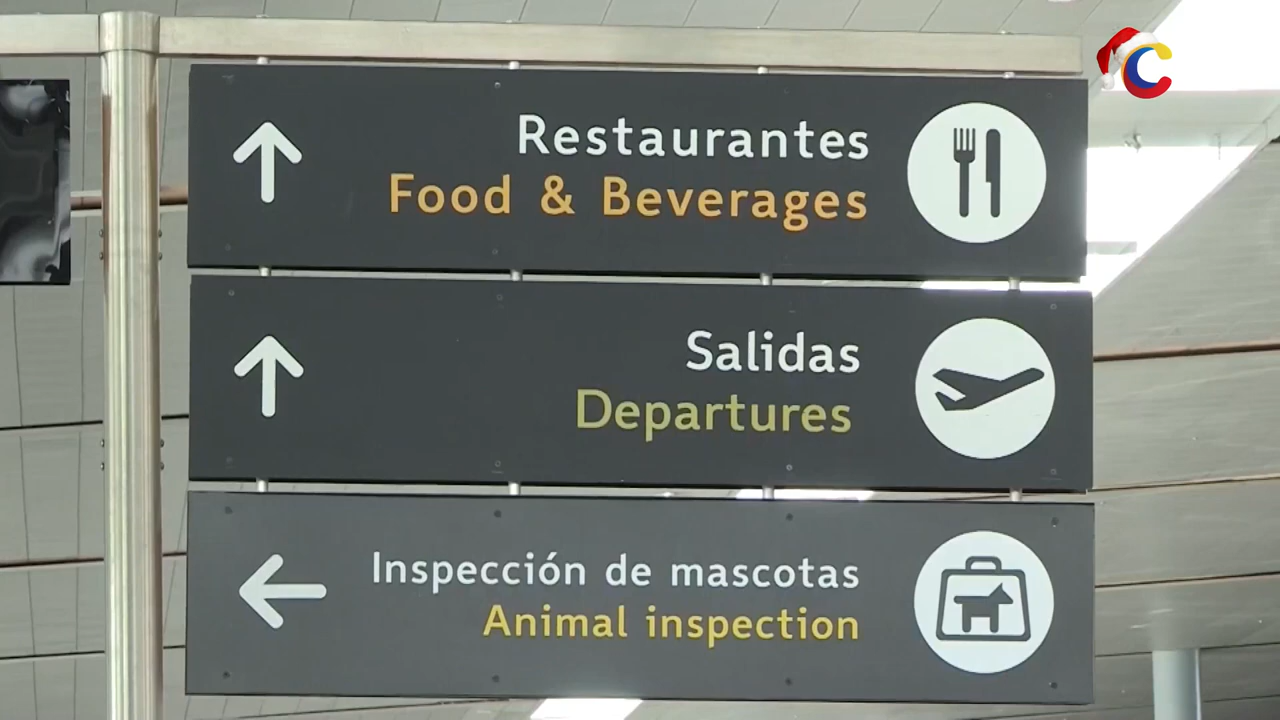 Restaurantes
Food & Beverages
Salidas
Departures
Inspección de mascotas
Animal inspection
C